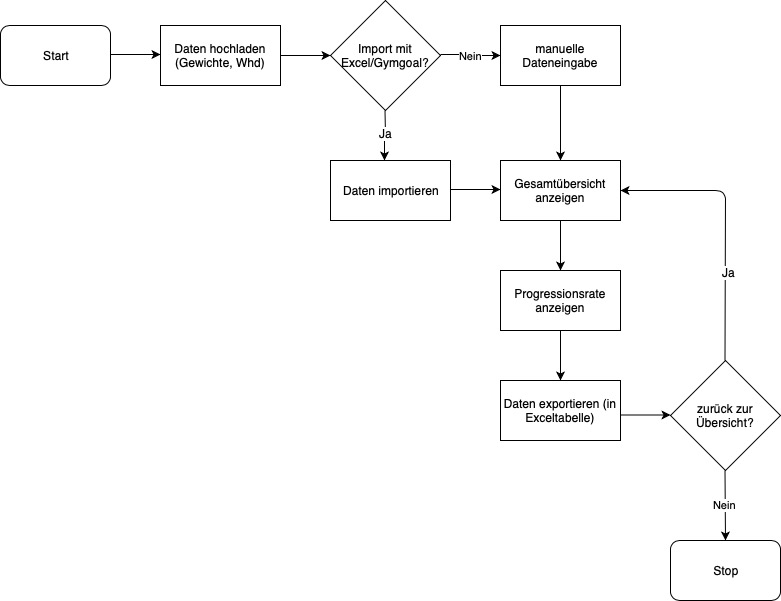 Start
Daten hochladen
(Gewichte, Whd)
Import mit
Excel/Gymgoal?
Nein
manuelle
Dateneingabe
Ja
Daten importieren
Gesamtübersicht
anzeigen
Progressionsrate
anzeigen
Daten exportieren (in
Exceltabelle)
Ja
zurück zur
Übersicht?
Nein
Stop